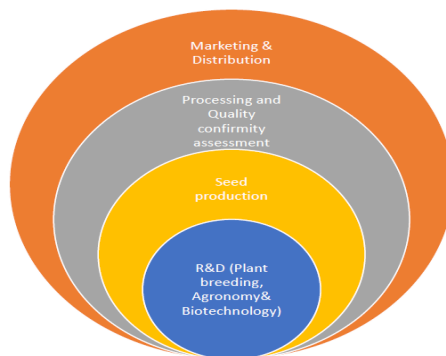 Marketing &
Distribution
Processing and
Quality
confirmity
assessment
Seed
production
R&D (Plant
breeding,
Agronomy&
Biotechnology)